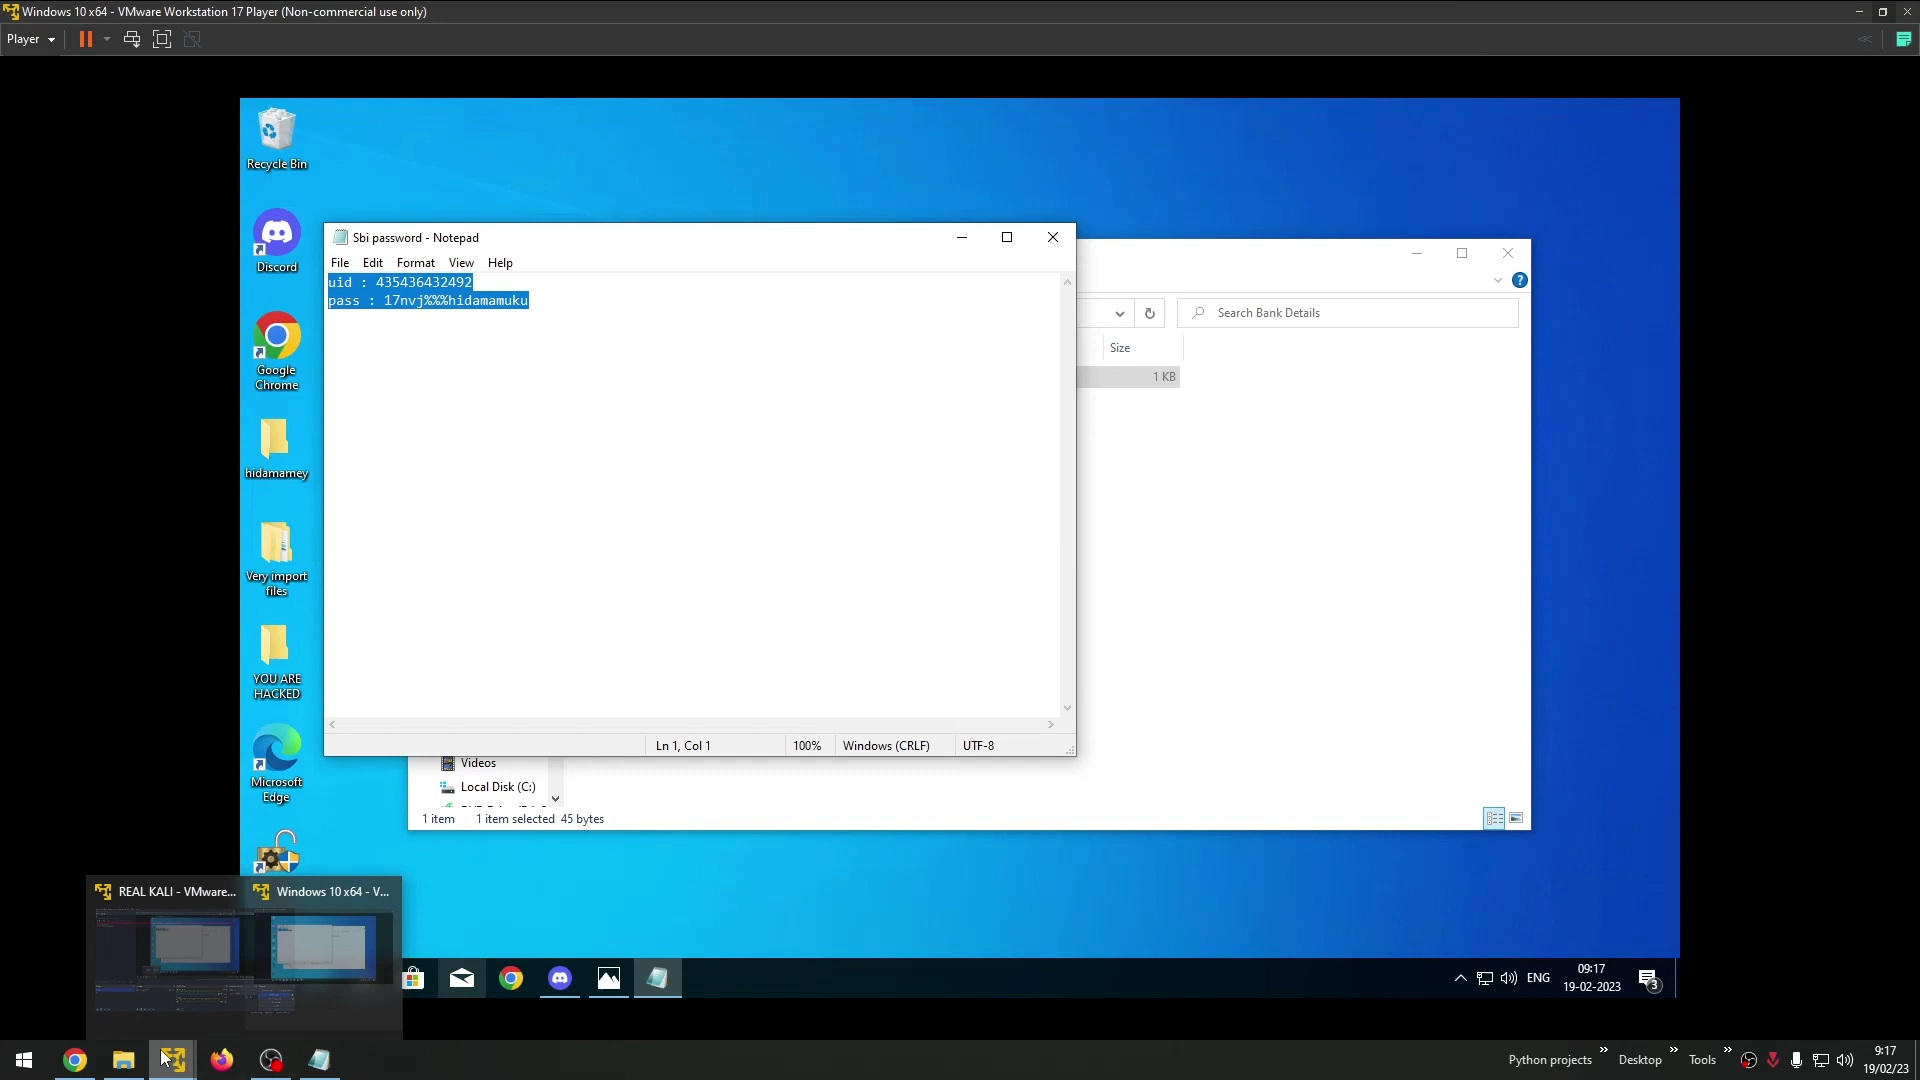 Windows 10 x64 - VMware Workstation 17 Player (Non-commercial use only)
Player
Recycle Bin
Discord
Google
Chrome
hidamamey
Very import
files
YOU ARE
HACKED
Microsoft
Edge
Sbi password - Notepad
File Edit Format View Help
uid : 435436432492
pass : 17nvj%%%hidamamuku
Ln 1, Col 1 100% Windows (CRLF) UTF-8
Search Bank Details
Size
1 KB
Videos
Local Disk (C:)
1 item 1 item selected 45 bytes
REAL KALI - VMware...
Windows 10 x64 - V...
ENG
09:17
19-02-2023
3
Python projects
Desktop
Tools
9:17
19/02/23